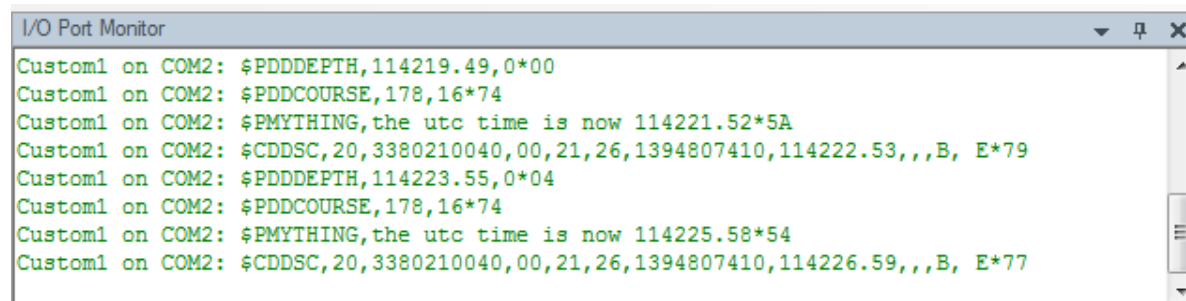 I/O Port Monitor
Custom1 on COM2: $PDDDEPTH,114219.49,0*00
Custom1 on COM2: $PDDCOURSE,178,16*74
Custom1 on COM2: $PMYTHING,the utc time is now 114221.52*5A
Custom1 on COM2: $CDDSC,20,3380210040,00,21,26,1394807410,114222.53,,,B, E*79
Custom1 on COM2: $PDDDEPTH,114223.55,0*04
Custom1 on COM2: $PDDCOURSE,178,16*74
Custom1 on COM2: $PMYTHING,the utc time is now 114225.58*54
Custom1 on COM2: $CDDSC,20,3380210040,00,21,26,1394807410,114226.59,,,B, E*77